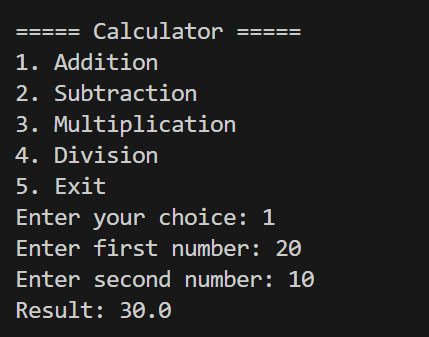 ===== Calculator =====
1. Addition
2. Subtraction
3. Multiplication
4. Division
5. Exit
Enter your choice: 1
Enter first number: 20
Enter second number: 10
Result: 30.0